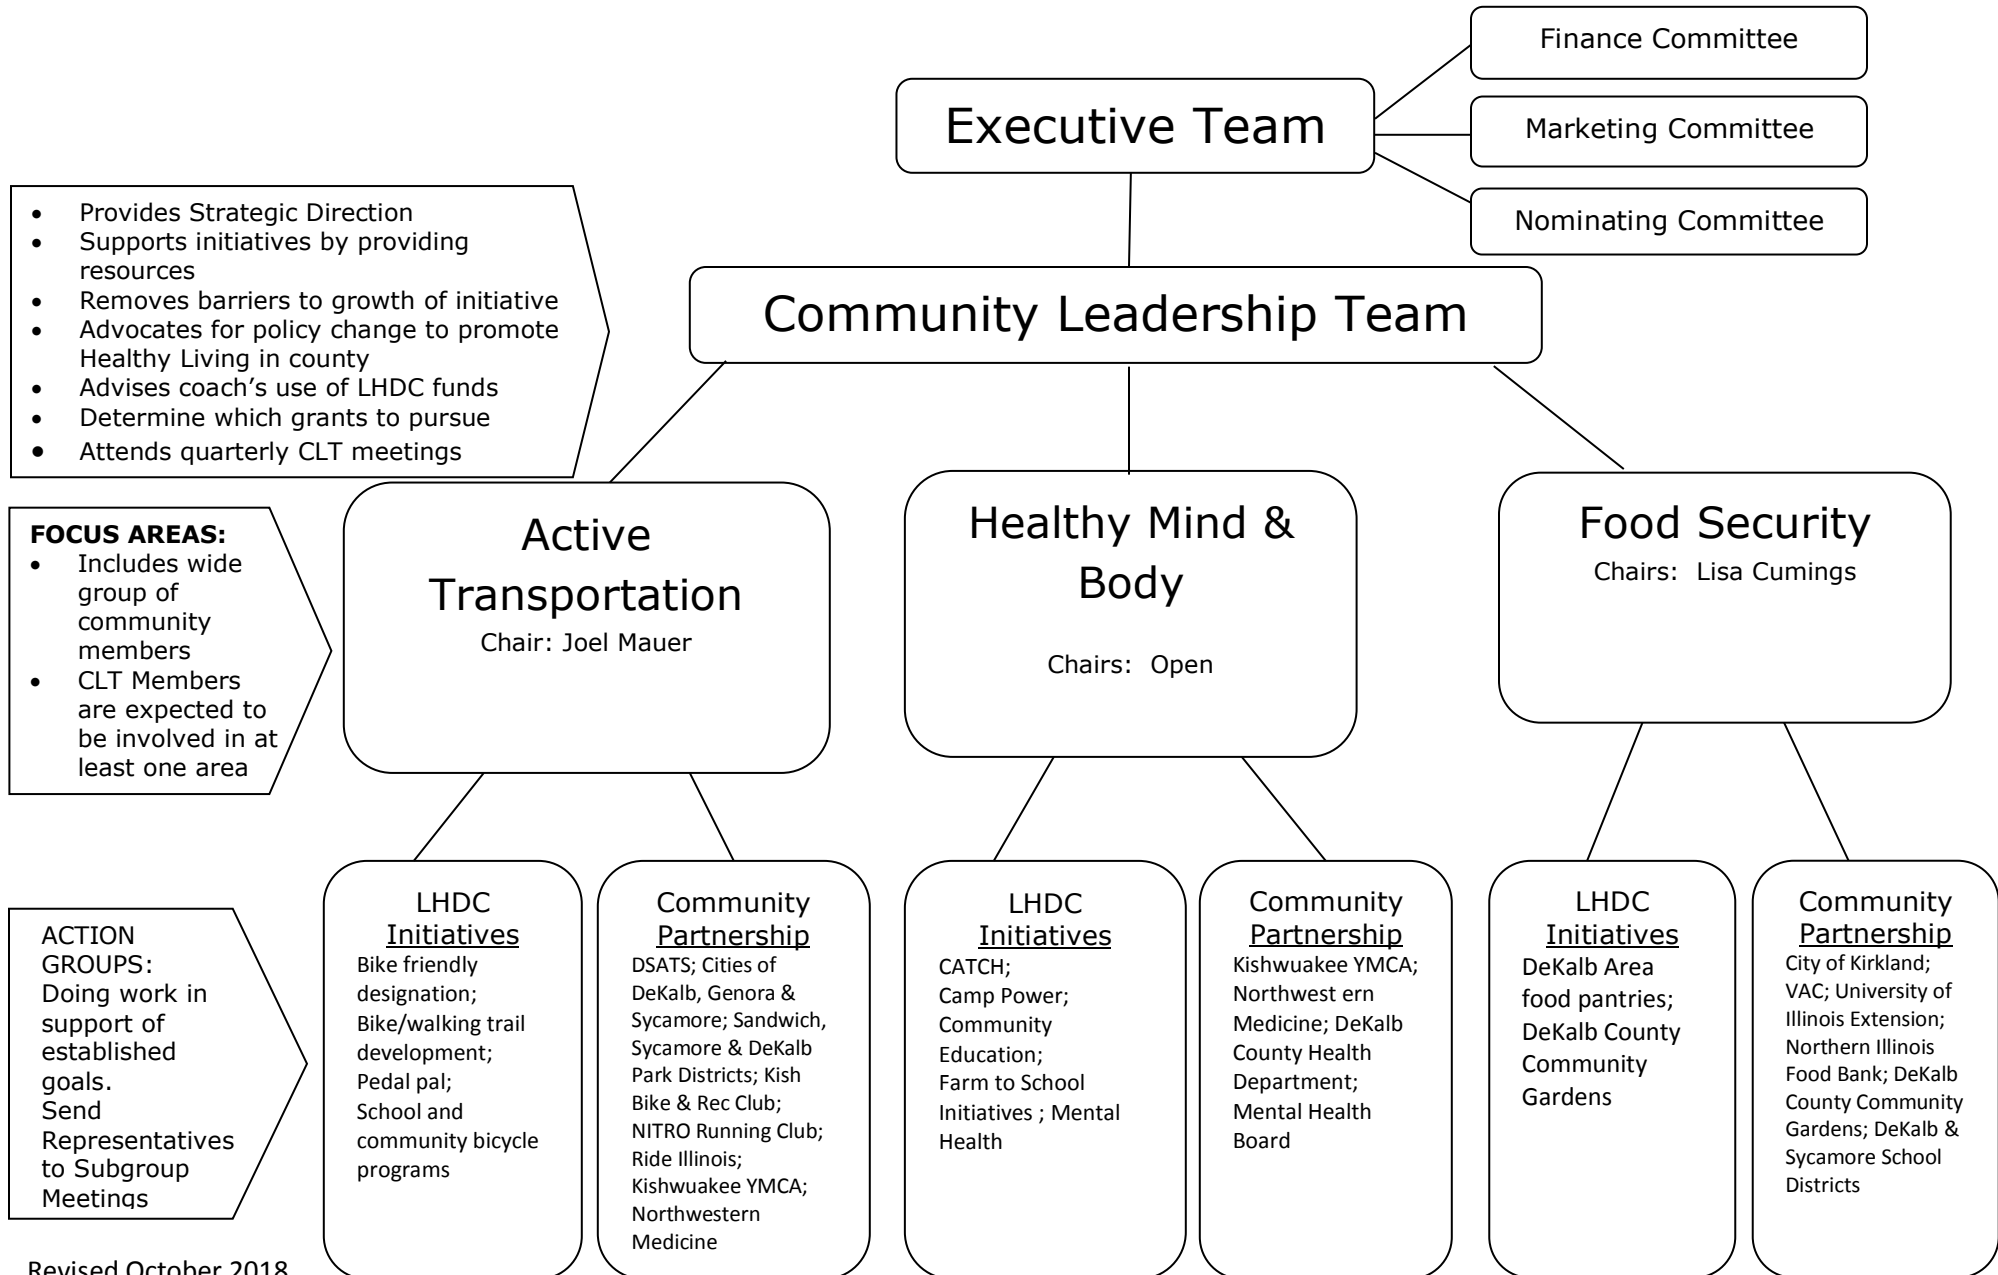 Finance Committee
Executive Team
Marketing Committee
Nominating Committee
• Provides Strategic Direction
• Supports initiatives by providing
resources
• Removes barriers to growth of initiative
• Advocates for policy change to promote
Healthy Living in county
• Advises coach’s use of LHDC funds
• Determine which grants to pursue
• Attends quarterly CLT meetings
Community Leadership Team
FOCUS AREAS:
• Includes wide
group of
community
members
• CLT Members
are expected to
be involved in at
least one area
Active
Transportation
Chair: Joel Mauer
Healthy Mind &
Body
Chairs: Open
Food Security
Chairs: Lisa Cumings
ACTION
GROUPS:
Doing work in
support of
established
goals.
Send
Representatives
to Subgroup
Meetings
LHDC
Initiatives
Bike friendly
designation;
Bike/walking trail
development;
Pedal pal;
School and
community bicycle
programs
Community
Partnership
DSATS; Cities of
DeKalb, Genora &
Sycamore; Sandwich,
Sycamore & DeKalb
Park Districts; Kish
Bike & Rec Club;
NITRO Running Club;
Ride Illinois;
Kishwuakee YMCA;
Northwestern
Medicine
LHDC
Initiatives
CATCH;
Camp Power;
Community
Education;
Farm to School
Initiatives ; Mental
Health
Community
Partnership
Kishwuakee YMCA;
Northwest ern
Medicine; DeKalb
County Health
Department;
Mental Health
Board
LHDC
Initiatives
DeKalb Area
food pantries;
DeKalb County
Community
Gardens
Community
Partnership
City of Kirkland;
VAC; University of
Illinois Extension;
Northern Illinois
Food Bank; DeKalb
County Community
Gardens; DeKalb &
Sycamore School
Districts
Revised October 2018